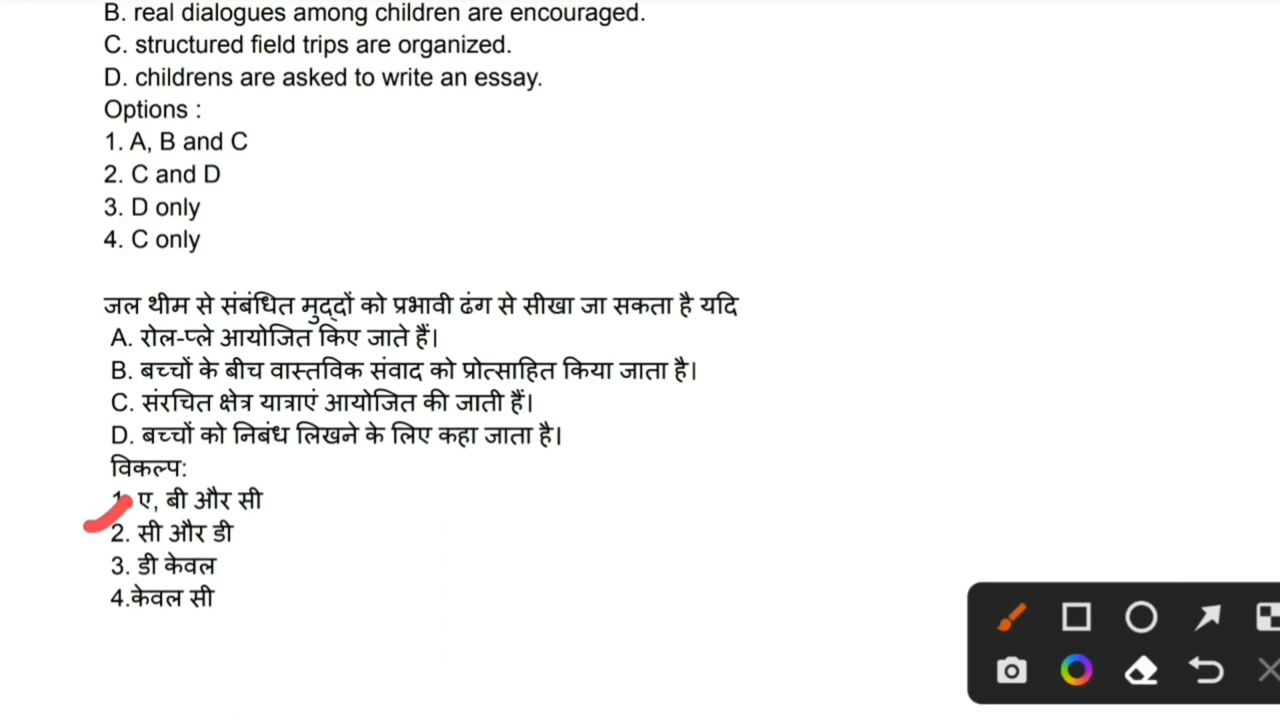 B. real dialogues among children are encouraged.
C. structured field trips are organized.
D. childrens are asked to write an essay.
Options :
1. A, B and C
2. C and D
3. D only
4. C only
जल थीम से संबंधित मुद्दों को प्रभावी ढंग से सीखा जा सकता है यदि
A. रोल-प्ले आयोजित किए जाते हैं।
B. बच्चों के बीच वास्तविक संवाद को प्रोत्साहित किया जाता है।
C. संरचित क्षेत्र यात्राएं आयोजित की जाती हैं।
D. बच्चों को निबंध लिखने के लिए कहा जाता है।
विकल्प:
1. ए, बी और सी
2. सी और डी
3. डी केवल
4.केवल सी